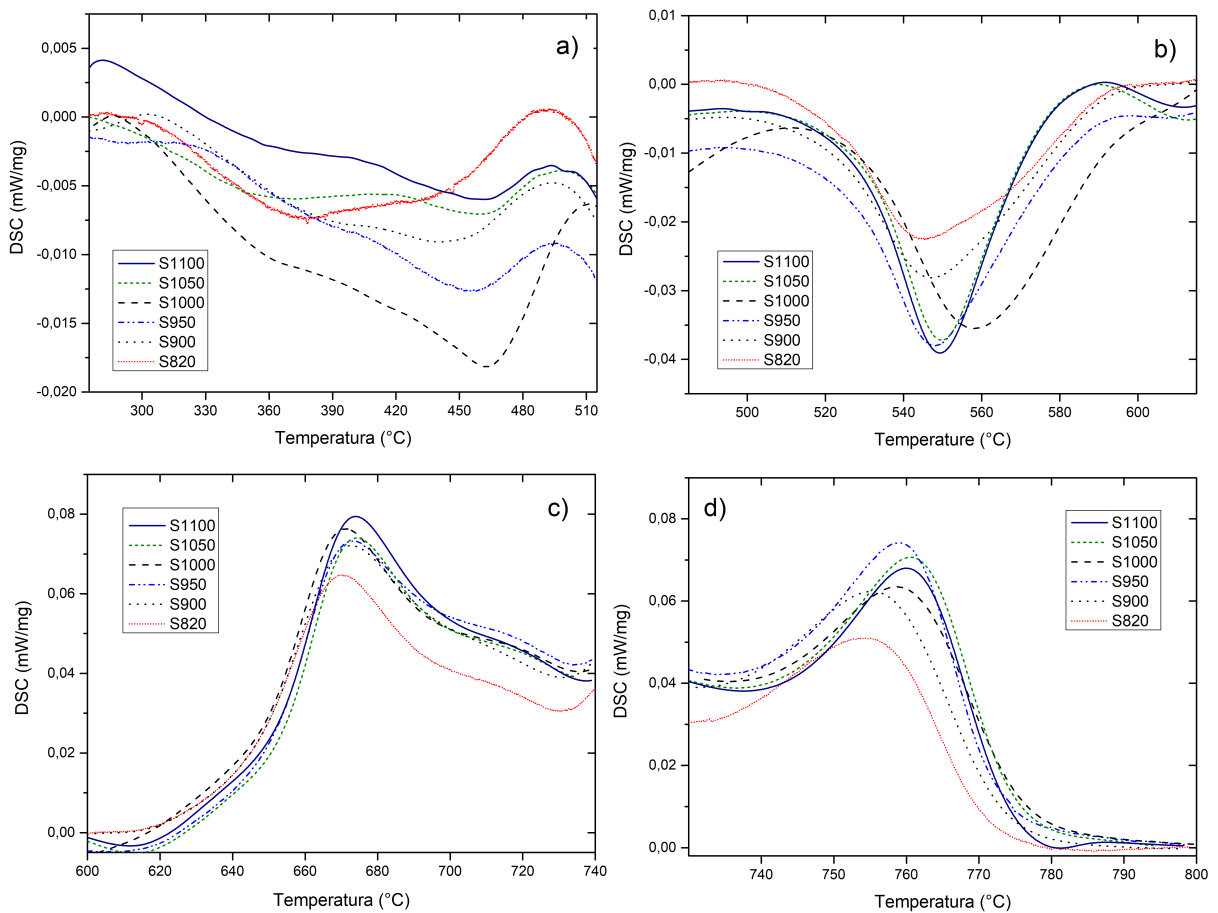 a)
0,005
0,000
-0,005
-0,010
-0,015
-0,020
DSC (mW/mg)
S1100
S1050
S1000
S950
S900
S820
300 330 360 390 420 450 480 510
Temperatura (°C)
b)
0,01
0,00
-0,01
-0,02
-0,03
-0,04
DSC (mW/mg)
S1100
S1050
S1000
S950
S900
S820
500 520 540 560 580 600
Temperature (°C)
c)
0,08
0,06
0,04
0,02
0,00
DSC (mW/mg)
S1100
S1050
S1000
S950
S900
S820
600 620 640 660 680 700 720 740
Temperatura (°C)
d)
0,08
0,06
0,04
0,02
0,00
DSC (mW/mg)
S1100
S1050
S1000
S950
S900
S820
740 750 760 770 780 790 800
Temperatura (°C)